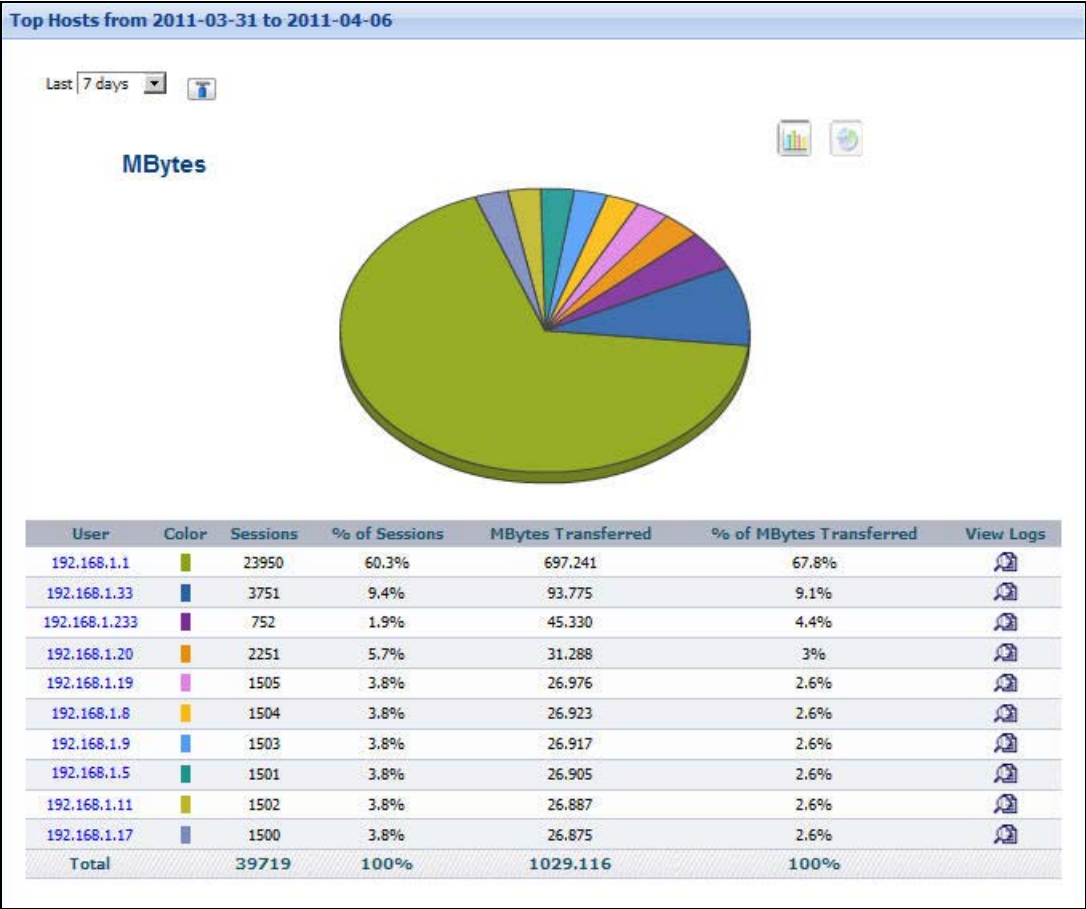 Top Hosts from 2011-03-31 to 2011-04-06
Last 7 days
MBytes
User Color Sessions % of Sessions MBytes Transferred % of MBytes Transferred View Logs
192.168.1.1 23950 60.3% 697.241 67.8%
192.168.1.33 3751 9.4% 93.775 9.1%
192.168.1.233 752 1.9% 45.330 4.4%
192.168.1.20 2251 5.7% 31.288 3%
192.168.1.19 1505 3.8% 26.976 2.6%
192.168.1.8 1504 3.8% 26.923 2.6%
192.168.1.9 1503 3.8% 26.917 2.6%
192.168.1.5 1501 3.8% 26.905 2.6%
192.168.1.11 1502 3.8% 26.887 2.6%
192.168.1.17 1500 3.8% 26.875 2.6%
Total 39719 100% 1029.116 100%